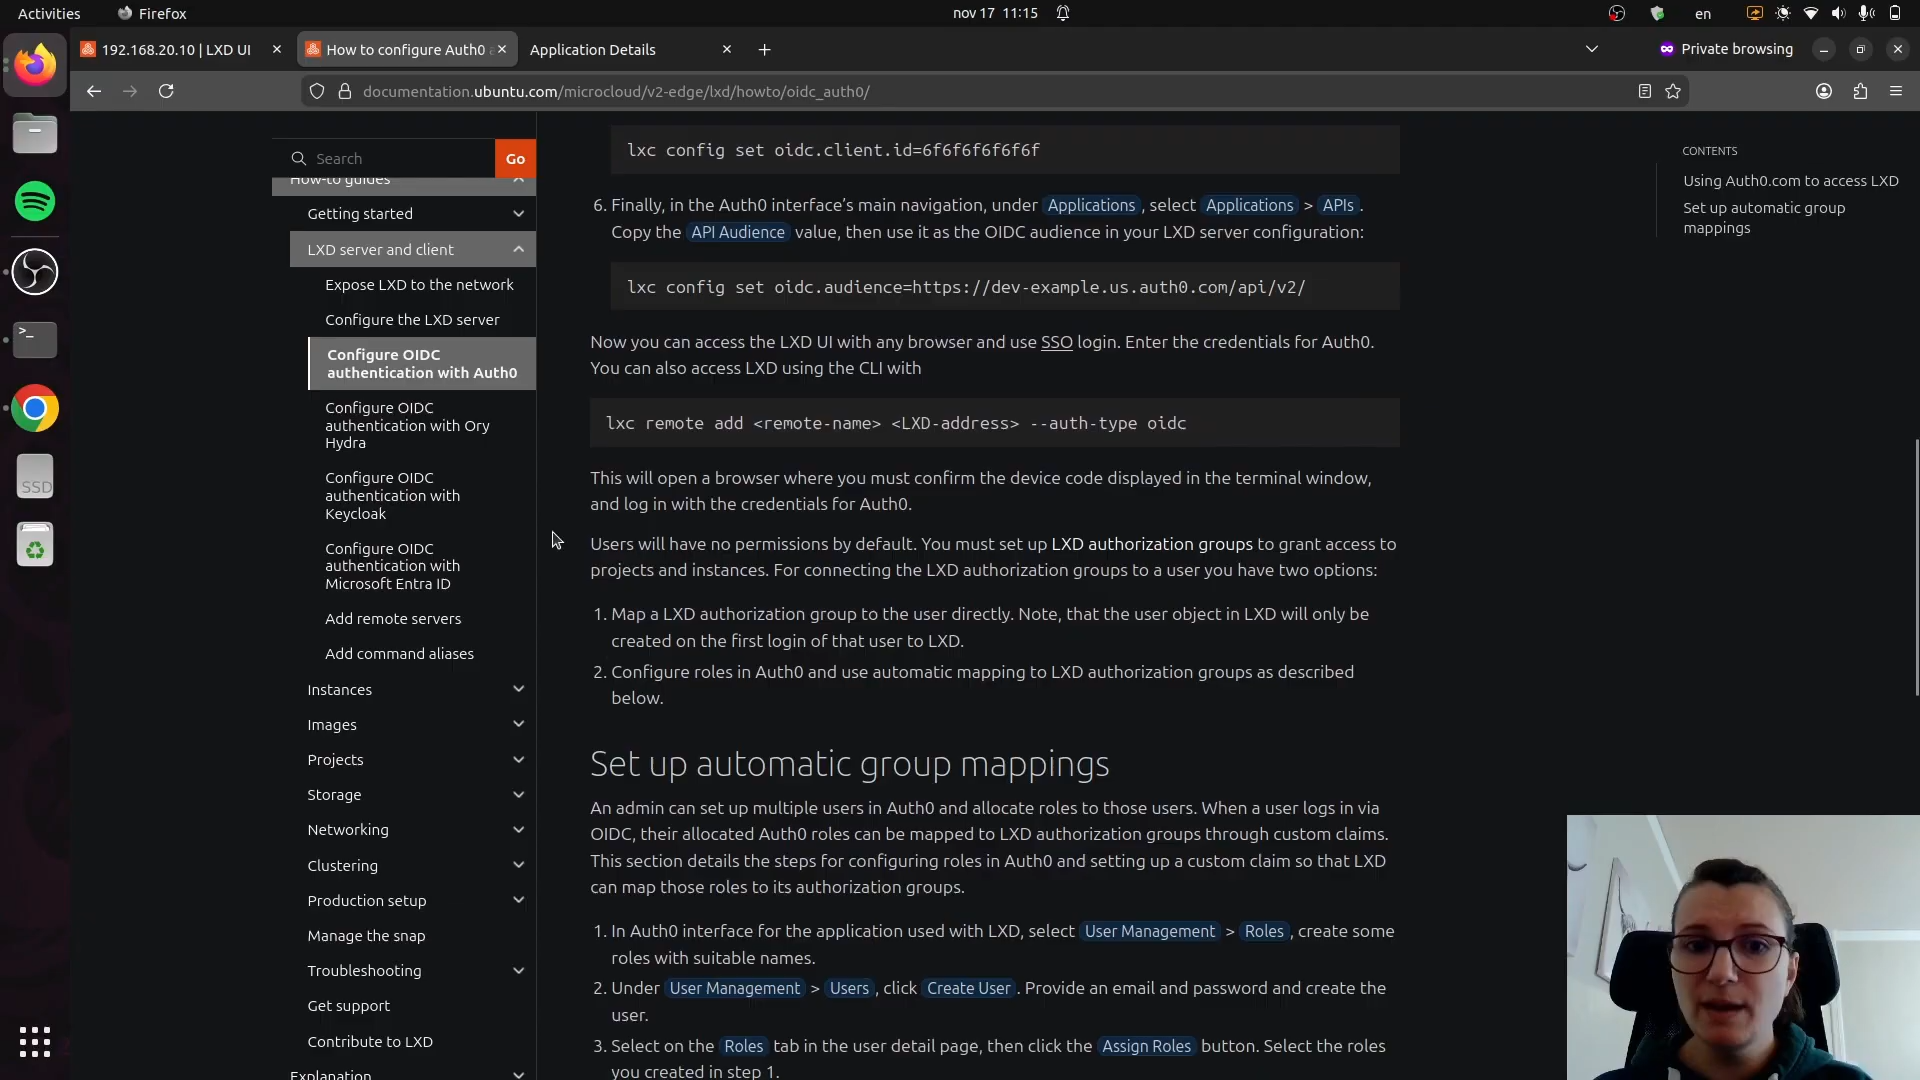 Activities
Firefox
nov 17 11:15
en
192.168.20.10 | LXD UI
How to configure Auth0 a
Application Details
Private browsing
documentation.ubuntu.com/microcloud/v2-edge/lxd/howto/oidc_auth0/
Search
Go
How-to guides
Getting started
LXD server and client
Expose LXD to the network
Configure the LXD server
Configure OIDC
authentication with Auth0
Configure OIDC
authentication with Ory
Hydra
Configure OIDC
authentication with
Keycloak
Configure OIDC
authentication with
Microsoft Entra ID
Add remote servers
Add command aliases
Instances
Images
Projects
Storage
Networking
Clustering
Production setup
Manage the snap
Troubleshooting
Get support
Contribute to LXD
Explanation
SSD
lxc config set oidc.client.id=6f6f6f6f6f6f
6. Finally, in the Auth0 interface's main navigation, under Applications, select Applications > APIs.
Copy the API Audience value, then use it as the OIDC audience in your LXD server configuration:
lxc config set oidc.audience=https://dev-example.us.auth0.com/api/v2/
Now you can access the LXD UI with any browser and use SSO login. Enter the credentials for Auth0.
You can also access LXD using the CLI with
lxc remote add <remote-name> <LXD-address> --auth-type oidc
This will open a browser where you must confirm the device code displayed in the terminal window,
and log in with the credentials for Auth0.
Users will have no permissions by default. You must set up LXD authorization groups to grant access to
projects and instances. For connecting the LXD authorization groups to a user you have two options:
1. Map a LXD authorization group to the user directly. Note, that the user object in LXD will only be
created on the first login of that user to LXD.
2. Configure roles in Auth0 and use automatic mapping to LXD authorization groups as described
below.
Set up automatic group mappings
An admin can set up multiple users in Auth0 and allocate roles to those users. When a user logs in via
OIDC, their allocated Auth0 roles can be mapped to LXD authorization groups through custom claims.
This section details the steps for configuring roles in Auth0 and setting up a custom claim so that LXD
can map those roles to its authorization groups.
1. In Auth0 interface for the application used with LXD, select User Management > Roles, create some
roles with suitable names.
2. Under User Management > Users, click Create User. Provide an email and password and create the
user.
3. Select on the Roles tab in the user detail page, then click the Assign Roles button. Select the roles
you created in step 1.
CONTENTS
Using Auth0.com to access LXD
Set up automatic group
mappings